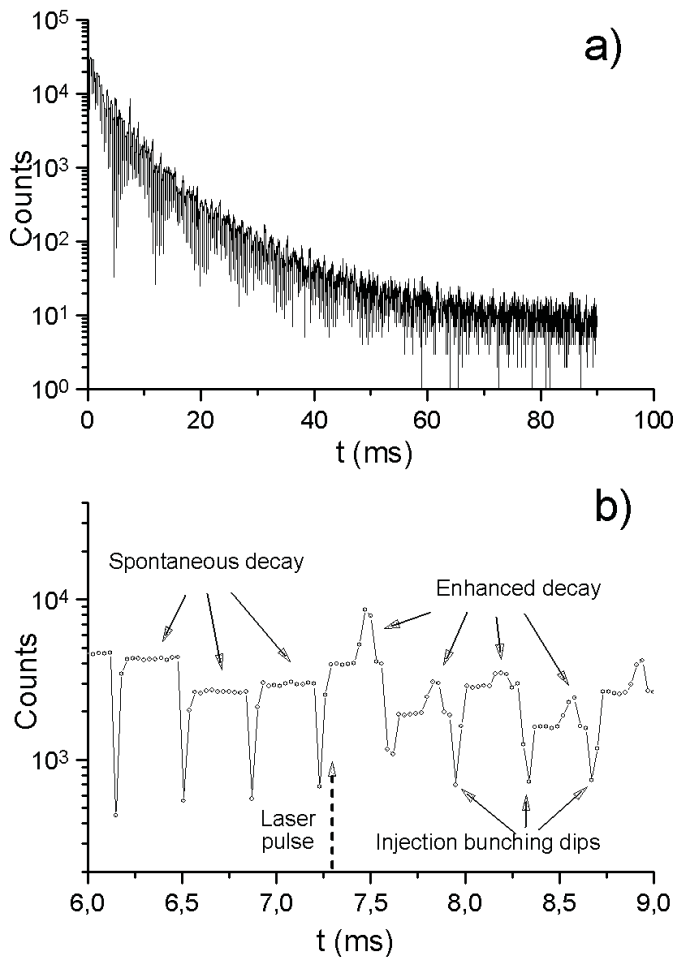 10^5
a)
10^4
10^3
10^2
10^1
10^0
Counts
0 20 40 60 80 100
t (ms)
b)
Spontaneous decay
Enhanced decay
10^4
Counts
10^3
Laser
pulse
Injection bunching dips
6,0 6,5 7,0 7,5 8,0 8,5 9,0
t (ms)